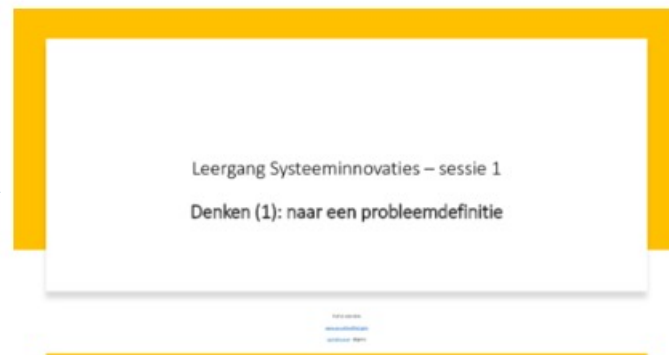 Leergang Systeeminnovaties – sessie 1
Denken (1): naar een probleemdefinitie